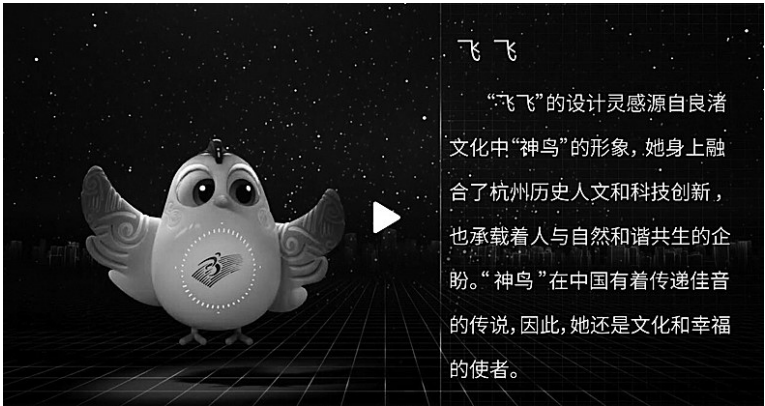 飞飞
“飞飞”的设计灵感源自良渚
文化中“神鸟”的形象，她身上融
合了杭州历史人文和科技创新，
也承载着人与自然和谐共生的企
盼。“神鸟”在中国有着传递佳音
的传说，因此，她还是文化和幸福
的使者。